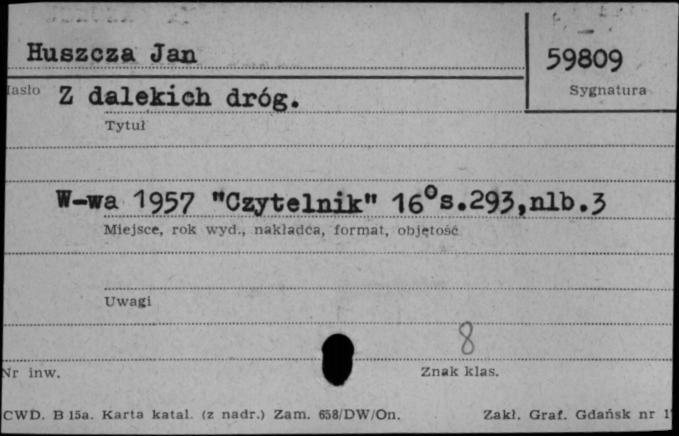 Huszcza Jan
59809
Sygnatura
Hasło Z dalekich dróg.
Tytuł
W-wa 1957 "Czytelnik" 16°s.293,nlb.3
Miejsce, rok wyd., nakładca, format, objętość
Uwagi
8
Nr inw.
Znak klas.
CWD. B 15a. Karta katal. (z nadr.) Zam. 658/DW/On.
Zakł. Graf. Gdańsk nr